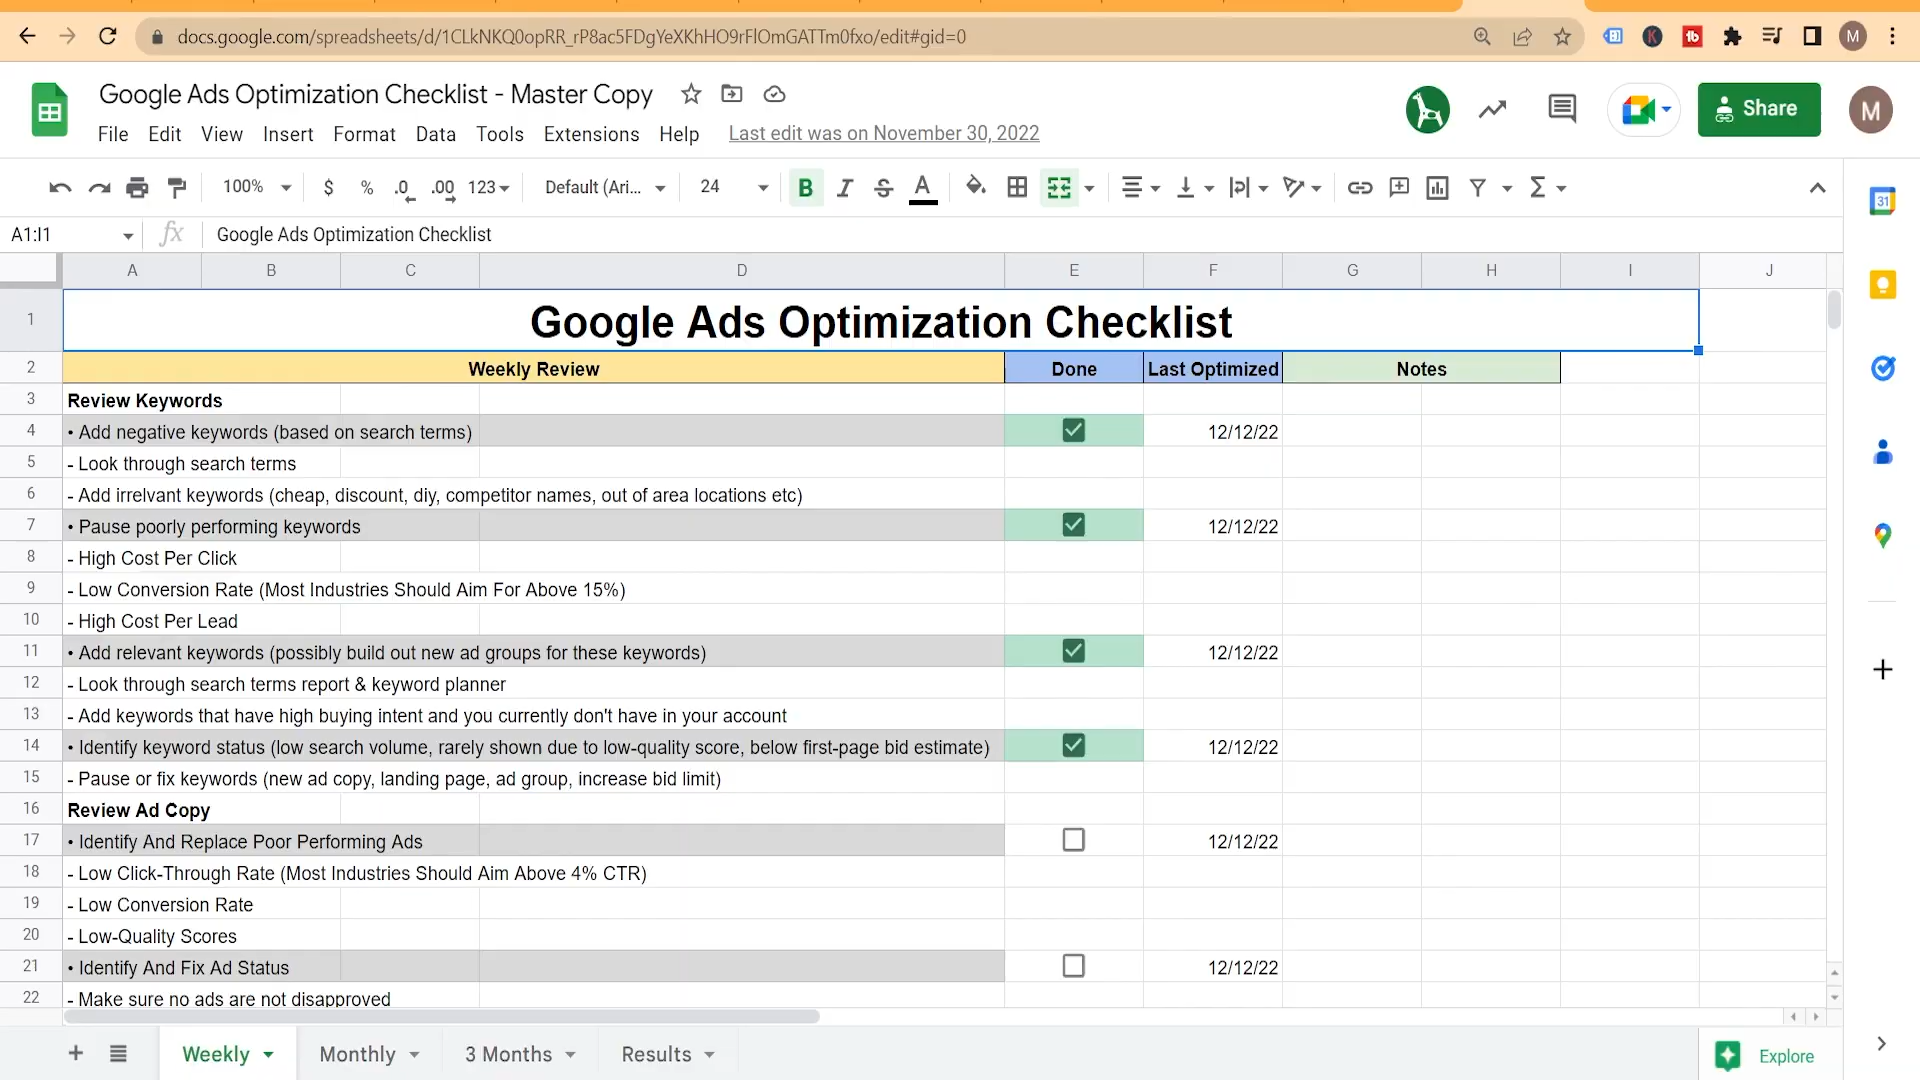 docs.google.com/spreadsheets/d/1CLkNKQ0opRR_rP8ac5FDgYeXKhHO9rFlOmGATTm0fxo/edit#gid=0
M
Google Ads Optimization Checklist - Master Copy
File Edit View Insert Format Data Tools Extensions Help Last edit was on November 30, 2022
Share
M
100% $ % .0 .00 123 Default (Ari... 24 B I S A
31
A1:I1 fx Google Ads Optimization Checklist
A B C D E F G H I J
1 Google Ads Optimization Checklist
2 Weekly Review Done Last Optimized Notes
3 Review Keywords
4 • Add negative keywords (based on search terms) 12/12/22
5 - Look through search terms
6 - Add irrelvant keywords (cheap, discount, diy, competitor names, out of area locations etc)
7 • Pause poorly performing keywords 12/12/22
8 - High Cost Per Click
9 - Low Conversion Rate (Most Industries Should Aim For Above 15%)
10 - High Cost Per Lead
11 • Add relevant keywords (possibly build out new ad groups for these keywords) 12/12/22
12 - Look through search terms report & keyword planner
13 - Add keywords that have high buying intent and you currently don't have in your account
14 • Identify keyword status (low search volume, rarely shown due to low-quality score, below first-page bid estimate) 12/12/22
15 - Pause or fix keywords (new ad copy, landing page, ad group, increase bid limit)
16 Review Ad Copy
17 • Identify And Replace Poor Performing Ads 12/12/22
18 - Low Click-Through Rate (Most Industries Should Aim Above 4% CTR)
19 - Low Conversion Rate
20 - Low-Quality Scores
21 • Identify And Fix Ad Status 12/12/22
22 - Make sure no ads are not disapproved
Weekly Monthly 3 Months Results Explore